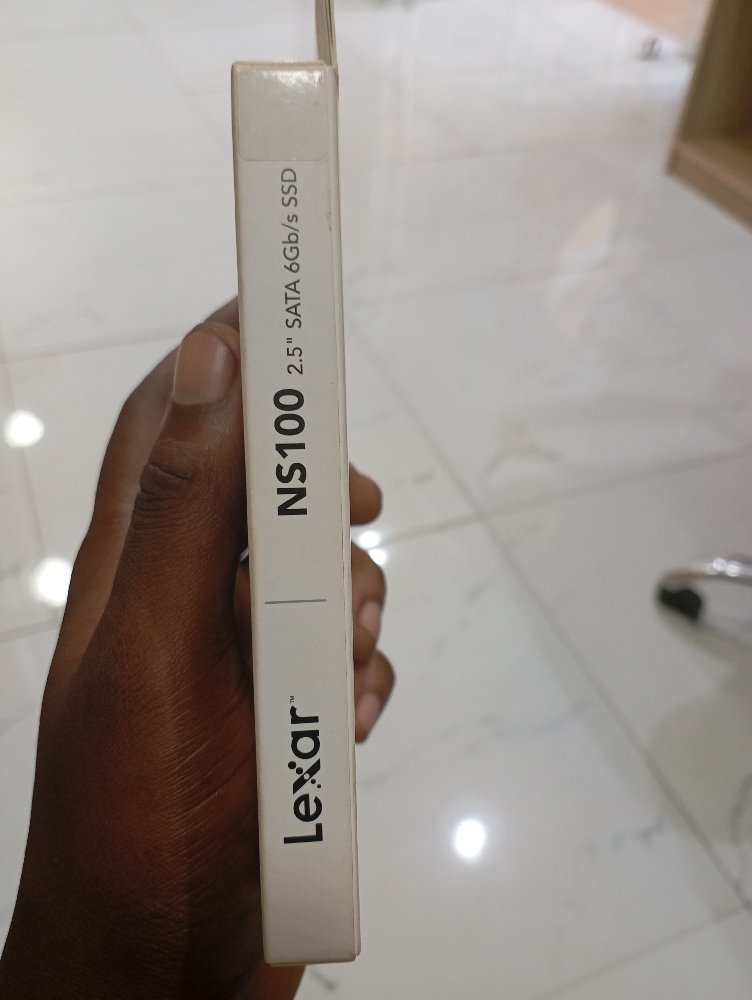 Lexar™ | NS100 2.5" SATA 6Gb/s SSD